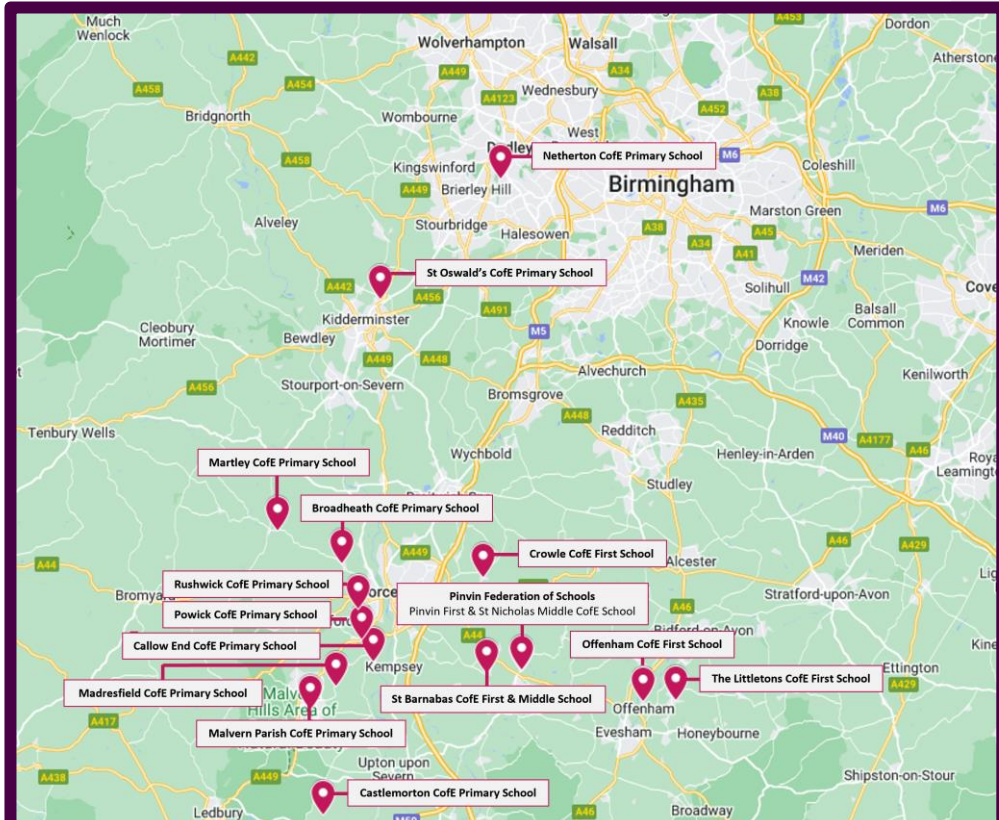 Much
Wenlock
A442
A454
A458
Bridgnorth
Wolverhampton
Walsall
A449
A34
Wednesbury
A4123
Wombourne
A453
Dordon
A38
Atherstone
A452
A458
West
Kingswinford
Netherton CofE Primary School
M6
Coleshill
A449
Brierley Hill
Birmingham
Alveley
Stourbridge
Halesowen
A38
A34
A45
A41
Marston Green
M6
Meriden
St Oswald's CofE Primary School
A442
A456
A491
Solihull
M42
Cleobury
Mortimer
Kidderminster
Bewdley
M5
Knowle
Balsall
Common
Dorridge
A449
A448
A456
Stourport-on-Severn
Alvechurch
Kenilworth
Bromsgrove
A435
A448
Redditch
Tenbury Wells
M40
A4177
A46
Martley CofE Primary School
Wychbold
Henley-in-Arden
Studley
Broadheath CofE Primary School
A44
A449
Crowle CofE First School
A46
A429
Alcester
Bromyard
Rushwick CofE Primary School
Pinvin Federation of Schools
Pinvin First & St Nicholas Middle CofE School
Stratford-upon-Avon
Powick CofE Primary School
A46
Callow End CofE Primary School
A44
Bidford-on-Avon
Offenham CofE First School
Kempsey
Ettington
A429
Madresfield CofE Primary School
St Barnabas CofE First & Middle School
The Littletons CofE First School
Hills Area of
Offenham
A417
Malvern Parish CofE Primary School
Evesham
Honeybourne
A438
A449
Upton upon
Severn
Shipston-on-Stour
Castlemorton CofE Primary School
Ledbury
A46
Broadway